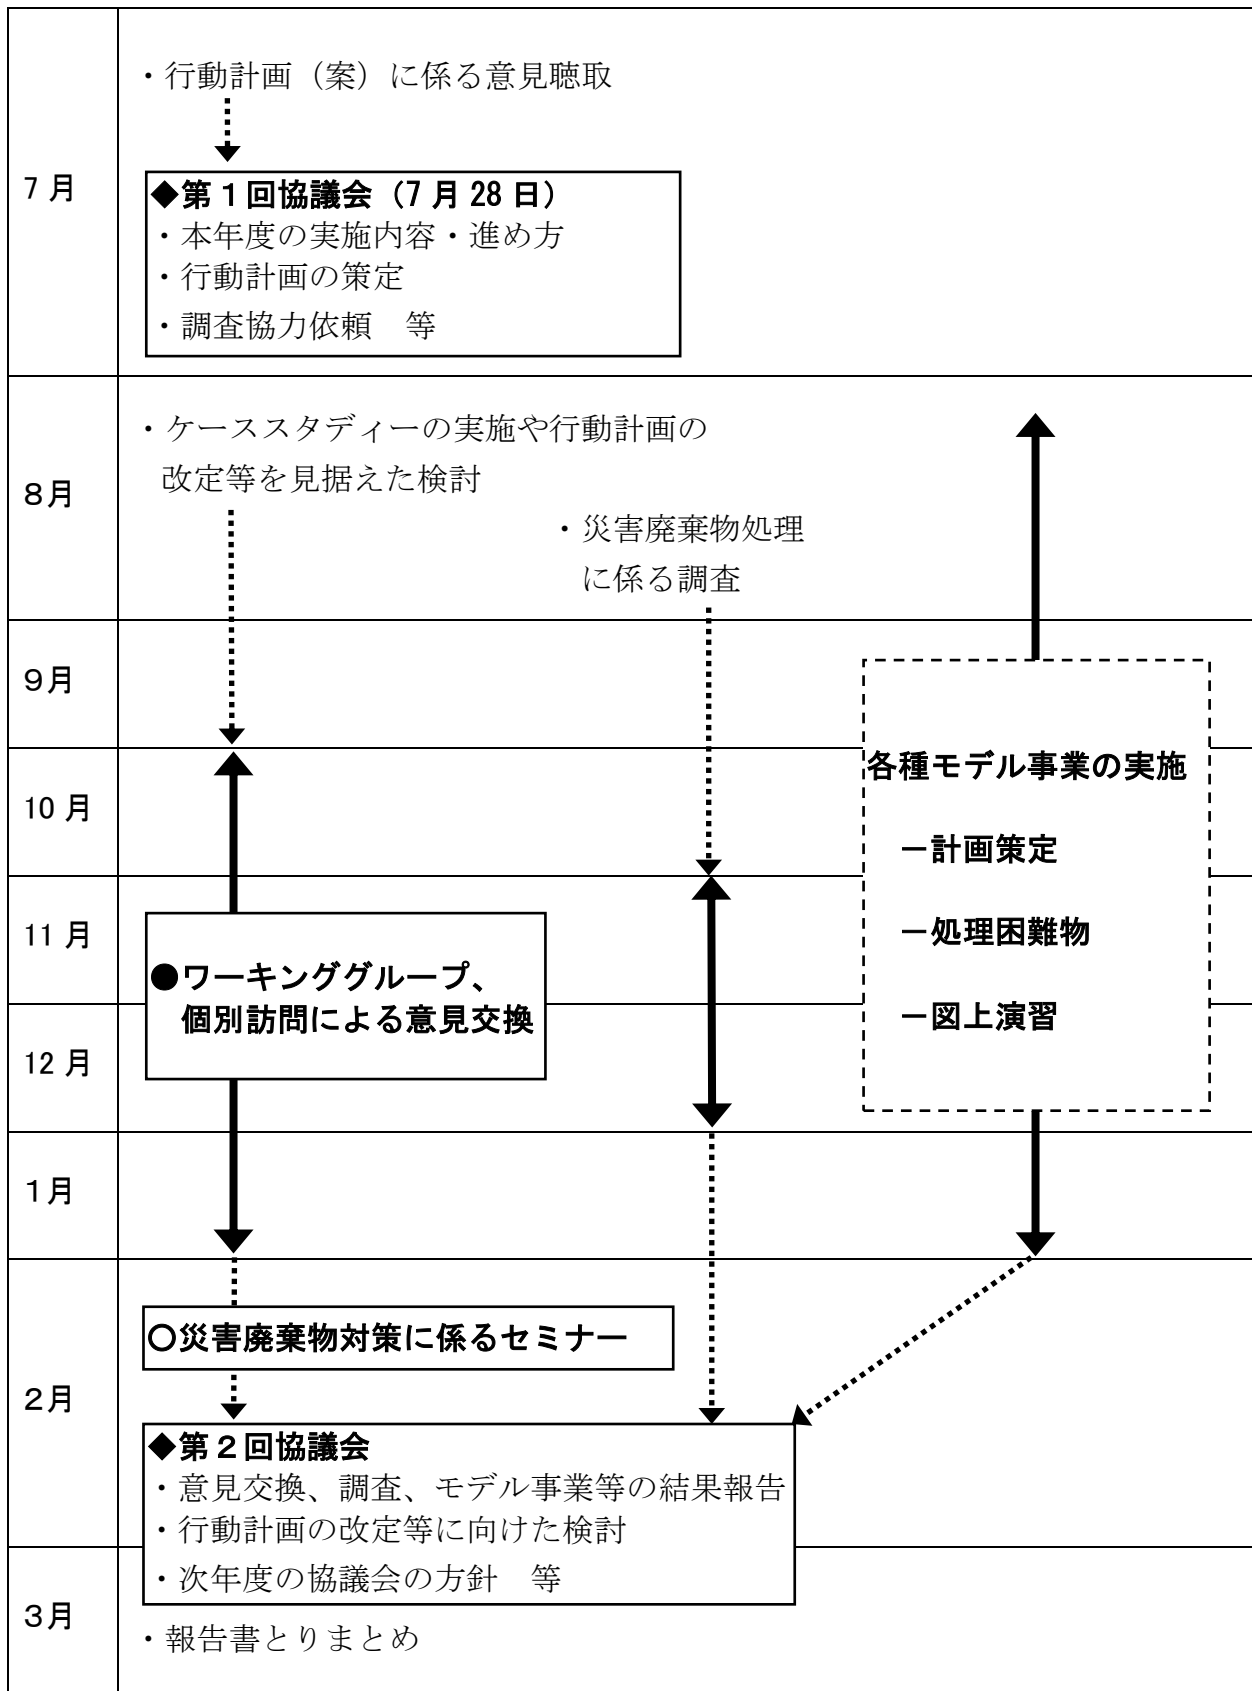 7月
・行動計画（案）に係る意見聴取
◆第1回協議会（7月28日）
・本年度の実施内容・進め方
・行動計画の策定
・調査協力依頼　等
８月
・ケーススタディーの実施や行動計画の
改定等を見据えた検討
・災害廃棄物処理
に係る調査
９月
10月
11月
12月
●ワーキンググループ、
個別訪問による意見交換
各種モデル事業の実施
－計画策定
－処理困難物
－図上演習
１月
２月
〇災害廃棄物対策に係るセミナー
◆第２回協議会
・意見交換、調査、モデル事業等の結果報告
・行動計画の改定等に向けた検討
・次年度の協議会の方針　等
３月
・報告書とりまとめ